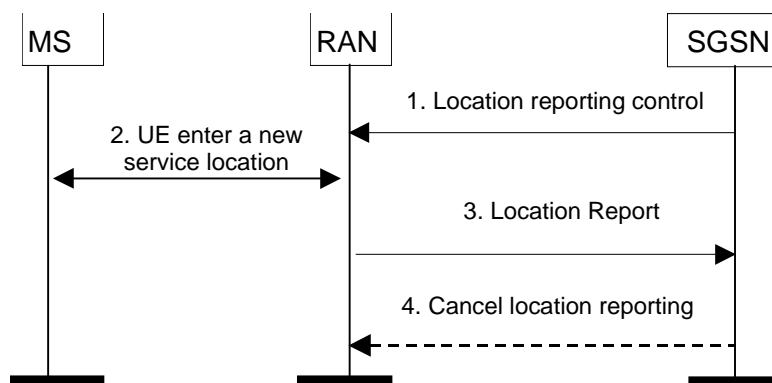 MS
RAN
SGSN
1. Location reporting control
2. UE enter a new
service location
3. Location Report
4. Cancel location reporting